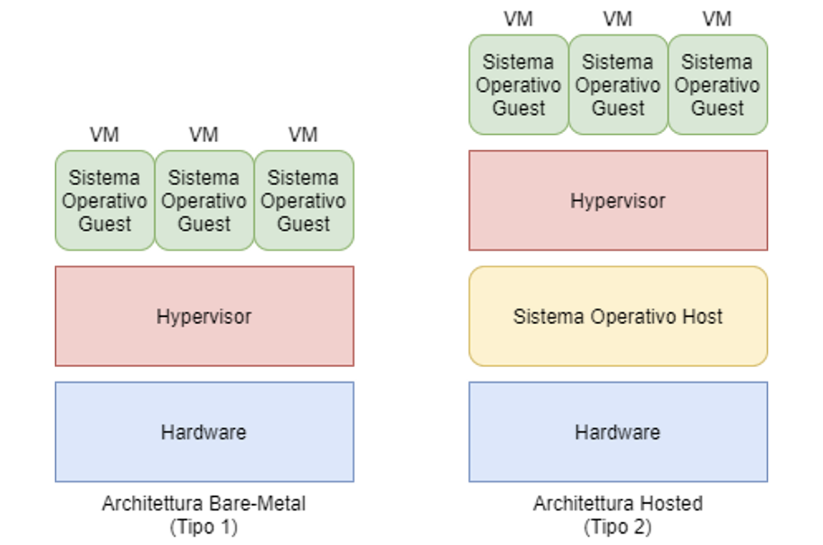 VM VM VM
Sistema Sistema Sistema
Operativo Operativo Operativo
Guest Guest Guest
Hypervisor
Hardware
Architettura Bare-Metal
(Tipo 1)
VM VM VM
Sistema Sistema Sistema
Operativo Operativo Operativo
Guest Guest Guest
Hypervisor
Sistema Operativo Host
Hardware
Architettura Hosted
(Tipo 2)